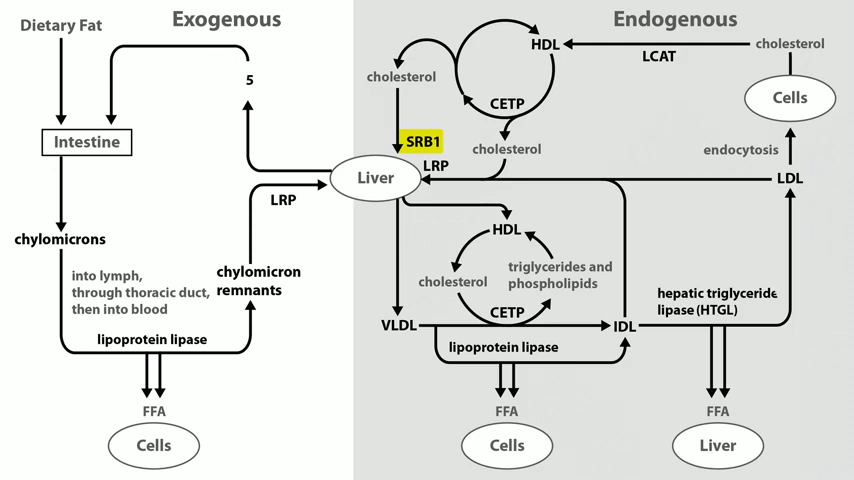 Exogenous
Endogenous
Dietary Fat
HDL
LCAT
cholesterol
cholesterol
5
CETP
Cells
Intestine
SRB1
cholesterol
endocytosis
LRP
Liver
LDL
LRP
chylomicrons
HDL
into lymph,
through thoracic duct,
then into blood
chylomicron
remnants
cholesterol
triglycerides and
phospholipids
hepatic triglyceride
lipase (HTGL)
CETP
VLDL
IDL
lipoprotein lipase
lipoprotein lipase
FFA
FFA
FFA
Cells
Cells
Liver